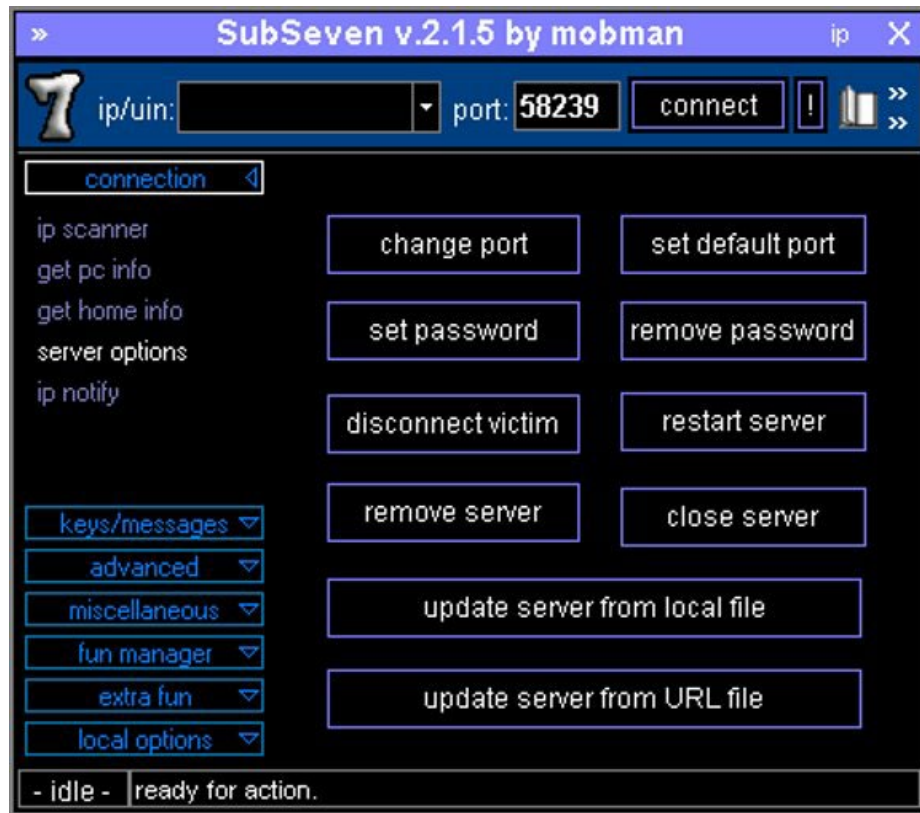 » SubSeven v.2.1.5 by mobman ip X
7 ip/uin: port: 58239 connect ! »
»
connection
ip scanner
get pc info
get home info
server options
ip notify
keys/messages
advanced
miscellaneous
fun manager
extra fun
local options
change port set default port
set password remove password
disconnect victim restart server
remove server close server
update server from local file
update server from URL file
- idle - ready for action.